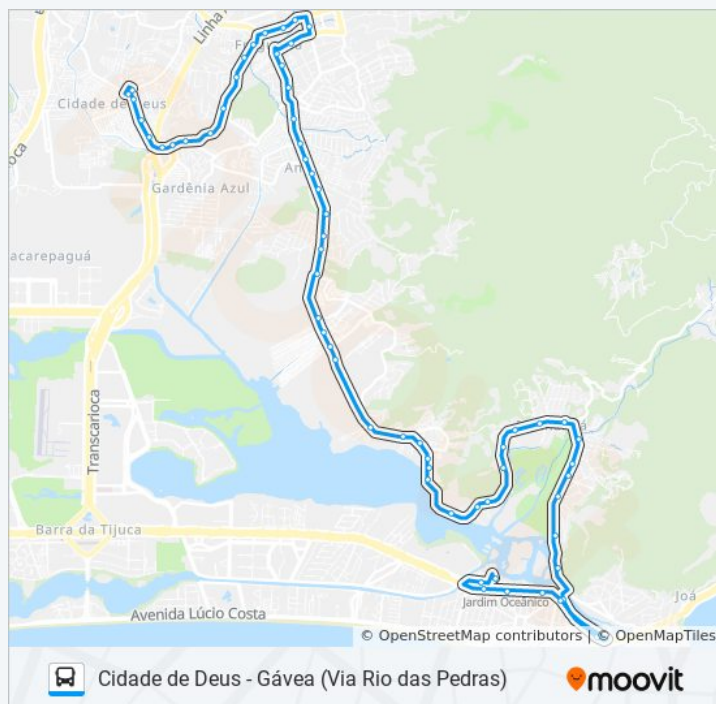 Linha
Cidade de Deus
Gardênia Azul
Transcarioca
Barra da Tijuca
Jardim Oceânico
Joá
Avenida Lúcio Costa
© OpenStreetMap contributors | © OpenMapTiles
Cidade de Deus - Gávea (Via Rio das Pedras)
moovit